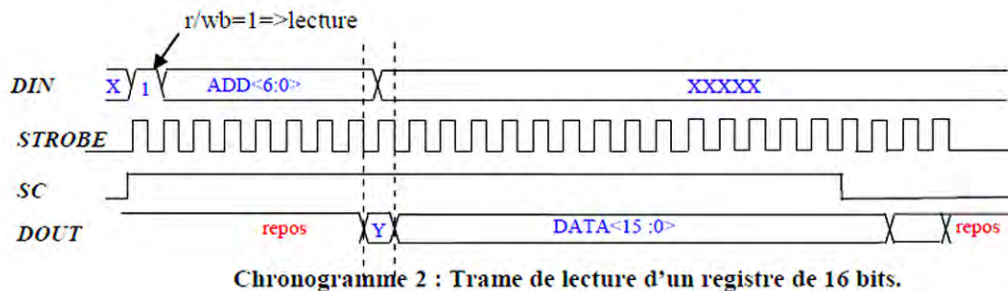 r/wb=1=>lecture
DIN X 1 ADD<6:0> XXXXX
STROBE
SC
DOUT repos Y DATA<15 :0> repos
Chronogramme 2 : Trame de lecture d'un registre de 16 bits.